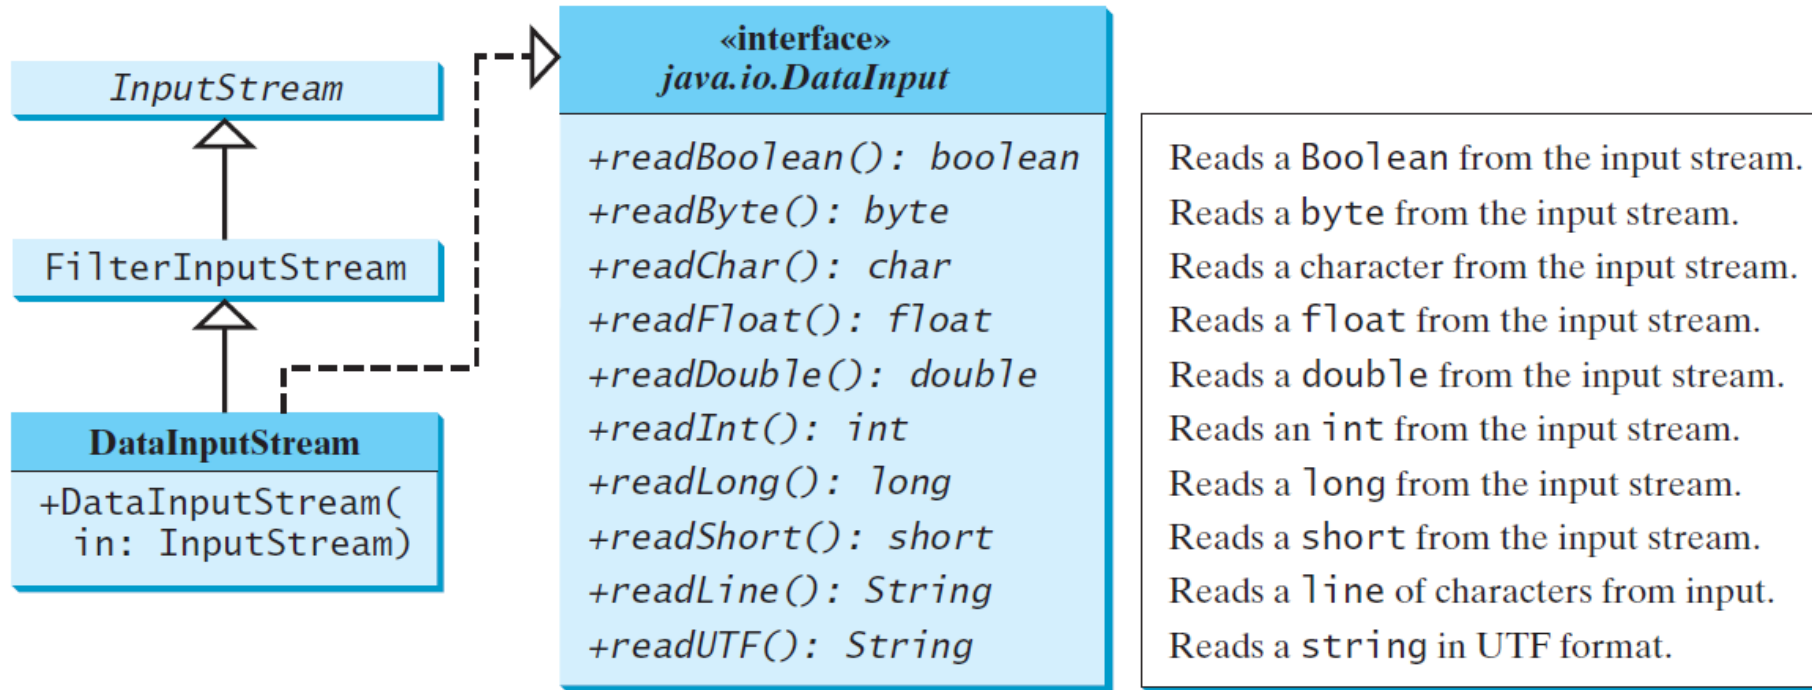 InputStream
FilterInputStream
DataInputStream
+DataInputStream(
in: InputStream)
«interface»
java.io.DataInput
+readBoolean(): boolean
+readByte(): byte
+readChar(): char
+readFloat(): float
+readDouble(): double
+readInt(): int
+readLong(): long
+readShort(): short
+readLine(): String
+readUTF(): String
Reads a Boolean from the input stream.
Reads a byte from the input stream.
Reads a character from the input stream.
Reads a float from the input stream.
Reads a double from the input stream.
Reads an int from the input stream.
Reads a long from the input stream.
Reads a short from the input stream.
Reads a line of characters from input.
Reads a string in UTF format.